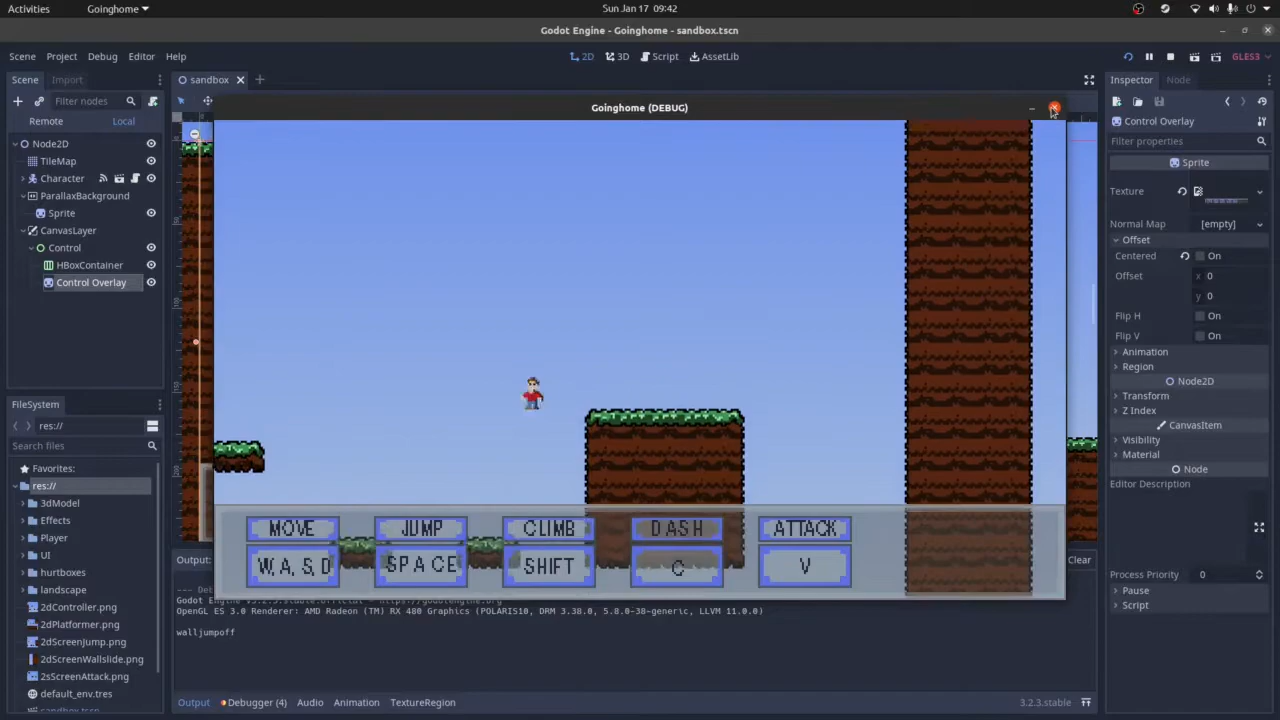 Activities
Goinghome
Sun Jan 17 09:42
Godot Engine - Goinghome - sandbox.tscn
Scene Project Debug Editor Help
2D 3D Script AssetLib
GLES3
Scene Import
sandbox
Inspector Node
Filter nodes
Remote Local
Goinghome (DEBUG)
Control Overlay
Filter properties
Node2D
TileMap
Character
ParallaxBackground
Sprite
CanvasLayer
Control
HBoxContainer
Control Overlay
Sprite
Texture
Normal Map [empty]
Offset
Centered On
Offset x 0
y 0
Flip H On
Flip V On
Animation
Region
Node2D
Transform
Z Index
CanvasItem
Visibility
Material
Node
Editor Description
Process Priority 0
Pause
Script
FileSystem
res://
Search files
Favorites:
res://
3dModel
Effects
Player
UI
hurtboxes
landscape
2dController.png
2dPlatformer.png
2dScreenJump.png
2dScreenWallslide.png
2sScreenAttack.png
default_env.tres
sandbox.tscn
MOVE JUMP CLIMB DASH ATTACK
W, A, S, D SPACE SHIFT C V
Output:
Clear
OpenGL ES 3.0 Renderer: AMD Radeon (TM) RX 480 Graphics (POLARIS10, DRM 3.38.0, 5.8.0-38-generic, LLVM 11.0.0)
walljumpoff
Output Debugger (4) Audio Animation TextureRegion
3.2.3.stable